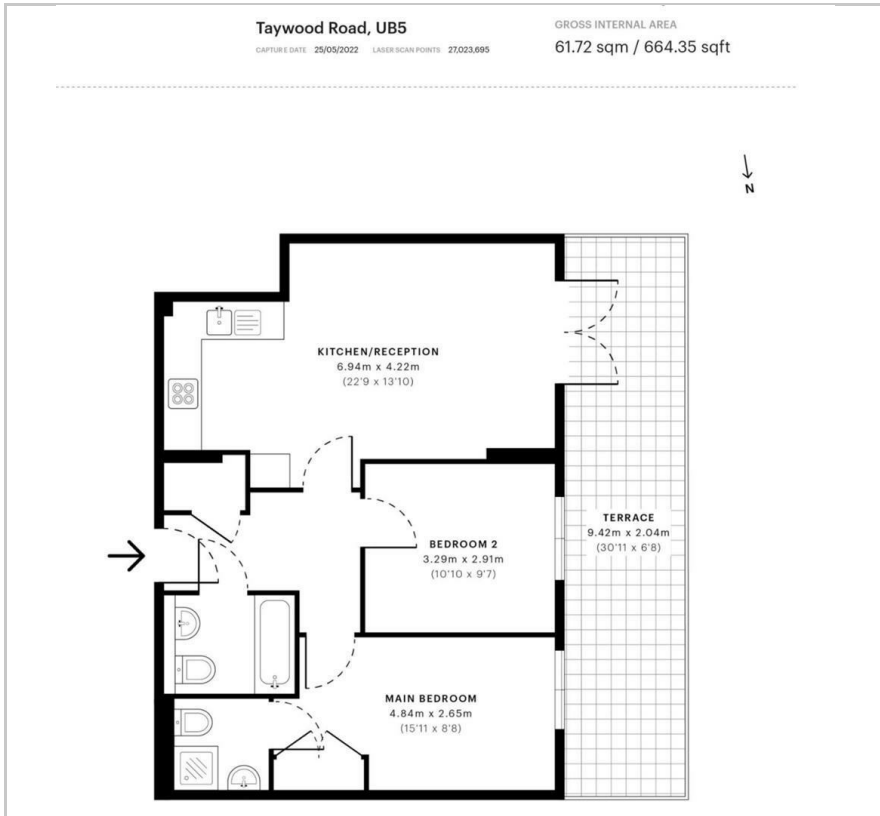 Taywood Road, UB5
CAPTURE DATE 25/05/2022 LASER SCAN POINTS 27,023,695
GROSS INTERNAL AREA
61.72 sqm / 664.35 sqft
N
KITCHEN/RECEPTION
6.94m x 4.22m
(22'9 x 13'10)
TERRACE
9.42m x 2.04m
(30'11 x 6'8)
BEDROOM 2
3.29m x 2.91m
(10'10 x 9'7)
MAIN BEDROOM
4.84m x 2.65m
(15'11 x 8'8)